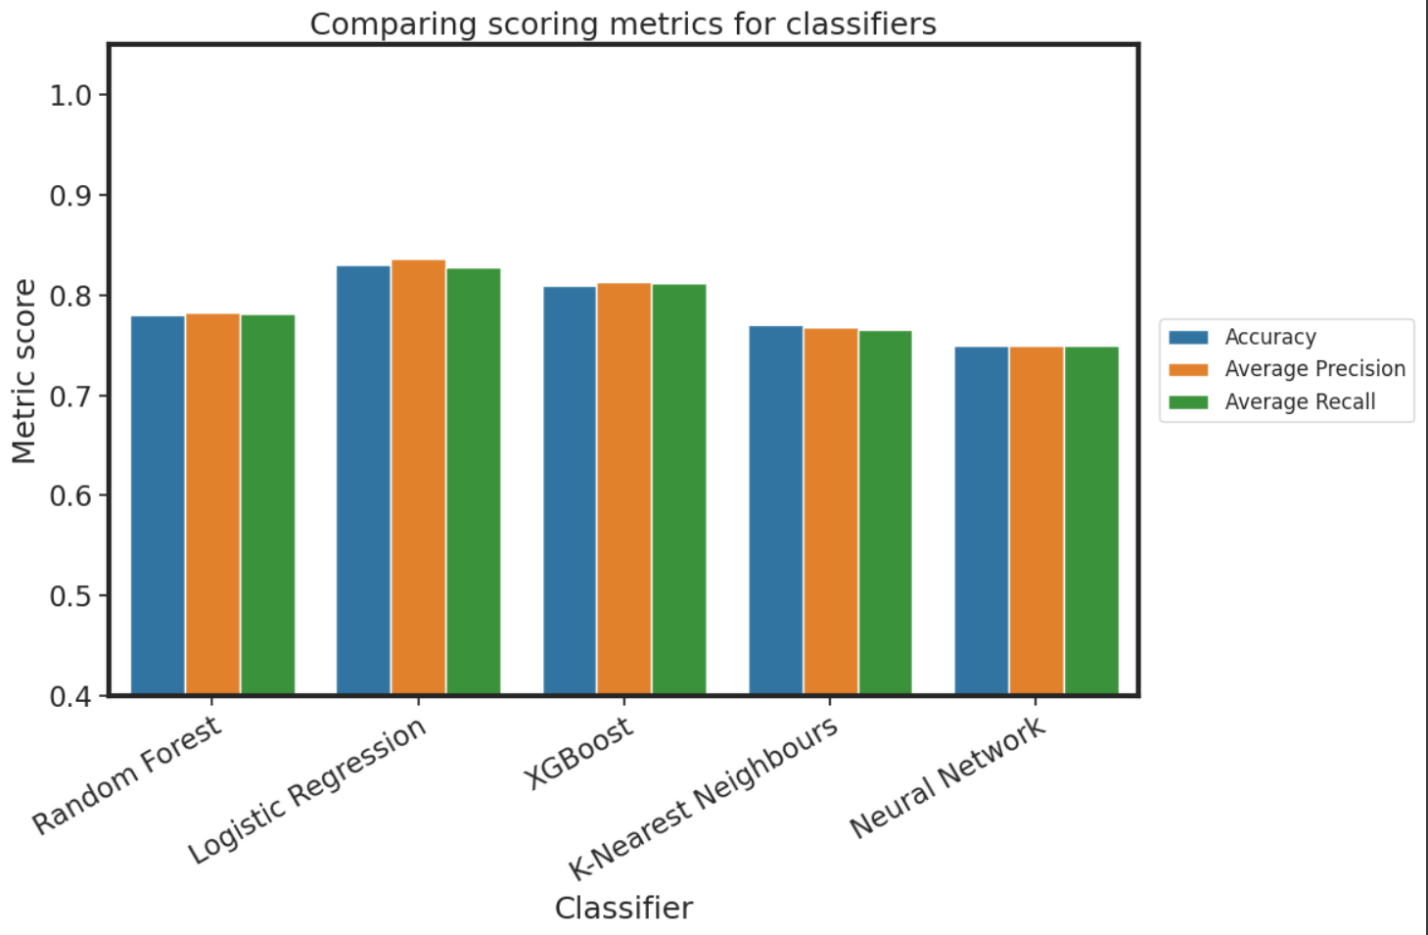 Comparing scoring metrics for classifiers
1.0
0.9
0.8
0.7
0.6
0.5
0.4
Metric score
Random Forest
Logistic Regression
XGBoost
K-Nearest Neighbours
Neural Network
Classifier
Accuracy
Average Precision
Average Recall